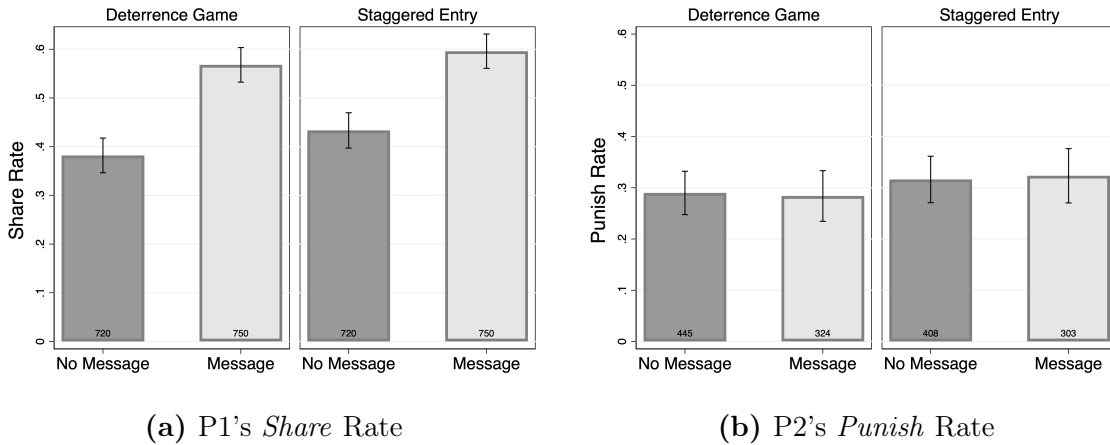 Deterrence Game
Staggered Entry
Share Rate
.6
.5
.4
.3
.2
.1
0
720
750
720
750
No Message
Message
No Message
Message
(a) P1's Share Rate
Deterrence Game
Staggered Entry
Punish Rate
.6
.5
.4
.3
.2
.1
0
445
324
408
303
No Message
Message
No Message
Message
(b) P2's Punish Rate